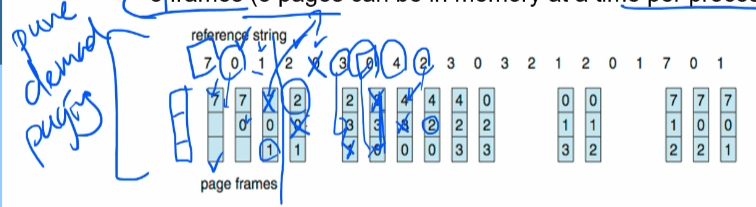 3 pages can be in memory at a time per proce
pure
demad
paging
reference string
7 0 1 2 0 3 0 4 2 3 0 3 2 1 2 0 1 7 0 1
7 7 7 2 2 2 4 4 4 0 0 0 7 7 7
0 0 0 3 3 3 2 2 2 1 1 1 0 0
1 1 1 0 0 0 3 3 3 2 2 2 1
page frames